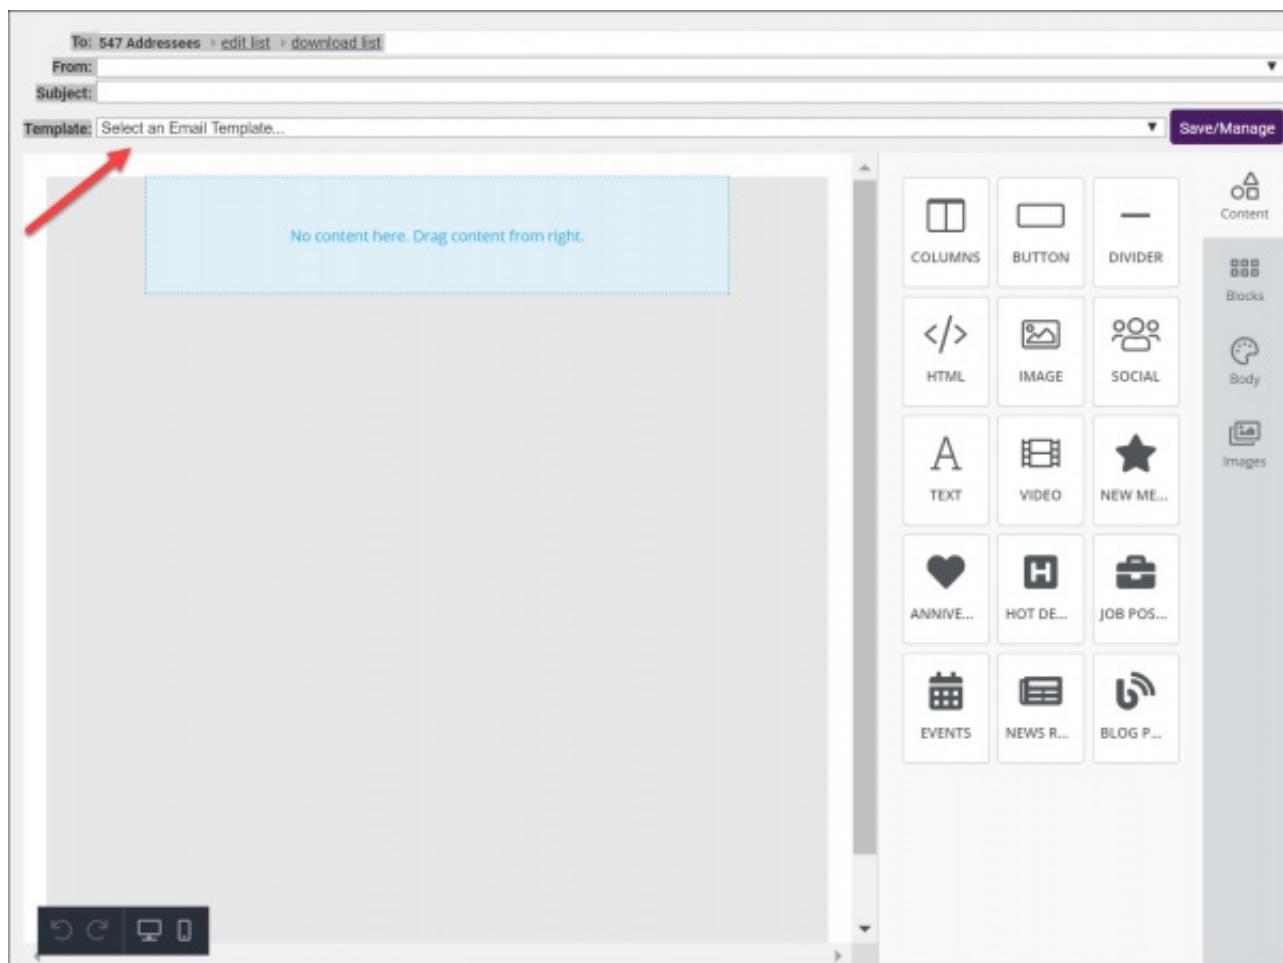 To: 547 Addressees › edit list › download list
From:
Subject:
Template: Select an Email Template... Save/Manage
No content here. Drag content from right.
COLUMNS BUTTON DIVIDER
HTML IMAGE SOCIAL
TEXT VIDEO NEW ME...
ANNIVE... HOT DE... JOB POS...
EVENTS NEWS R... BLOG P...
Content
Blocks
Body
Images